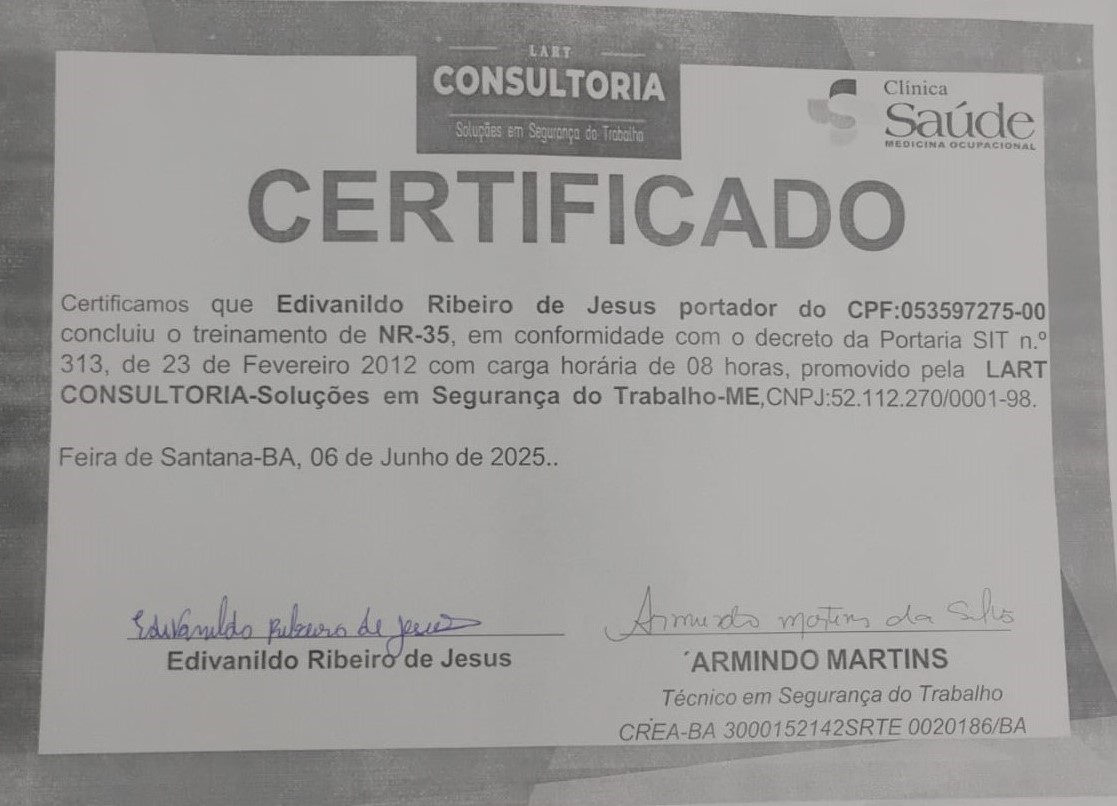 LART
CONSULTORIA
Soluções em Segurança do Trabalho
Clínica
Saúde
MEDICINA OCUPACIONAL
CERTIFICADO
Certificamos que Edivanildo Ribeiro de Jesus portador do CPF:053597275-00
concluiu o treinamento de NR-35, em conformidade com o decreto da Portaria SIT n.º
313, de 23 de Fevereiro 2012 com carga horária de 08 horas, promovido pela LART
CONSULTORIA-Soluções em Segurança do Trabalho-ME,CNPJ:52.112.270/0001-98.
Feira de Santana-BA, 06 de Junho de 2025..
Edivanildo Ribeiro de Jesus
Armindo Martins da Silva
Edivanildo Ribeiro de Jesus
´ARMINDO MARTINS
Técnico em Segurança do Trabalho
CREA-BA 3000152142SRTE 0020186/BA